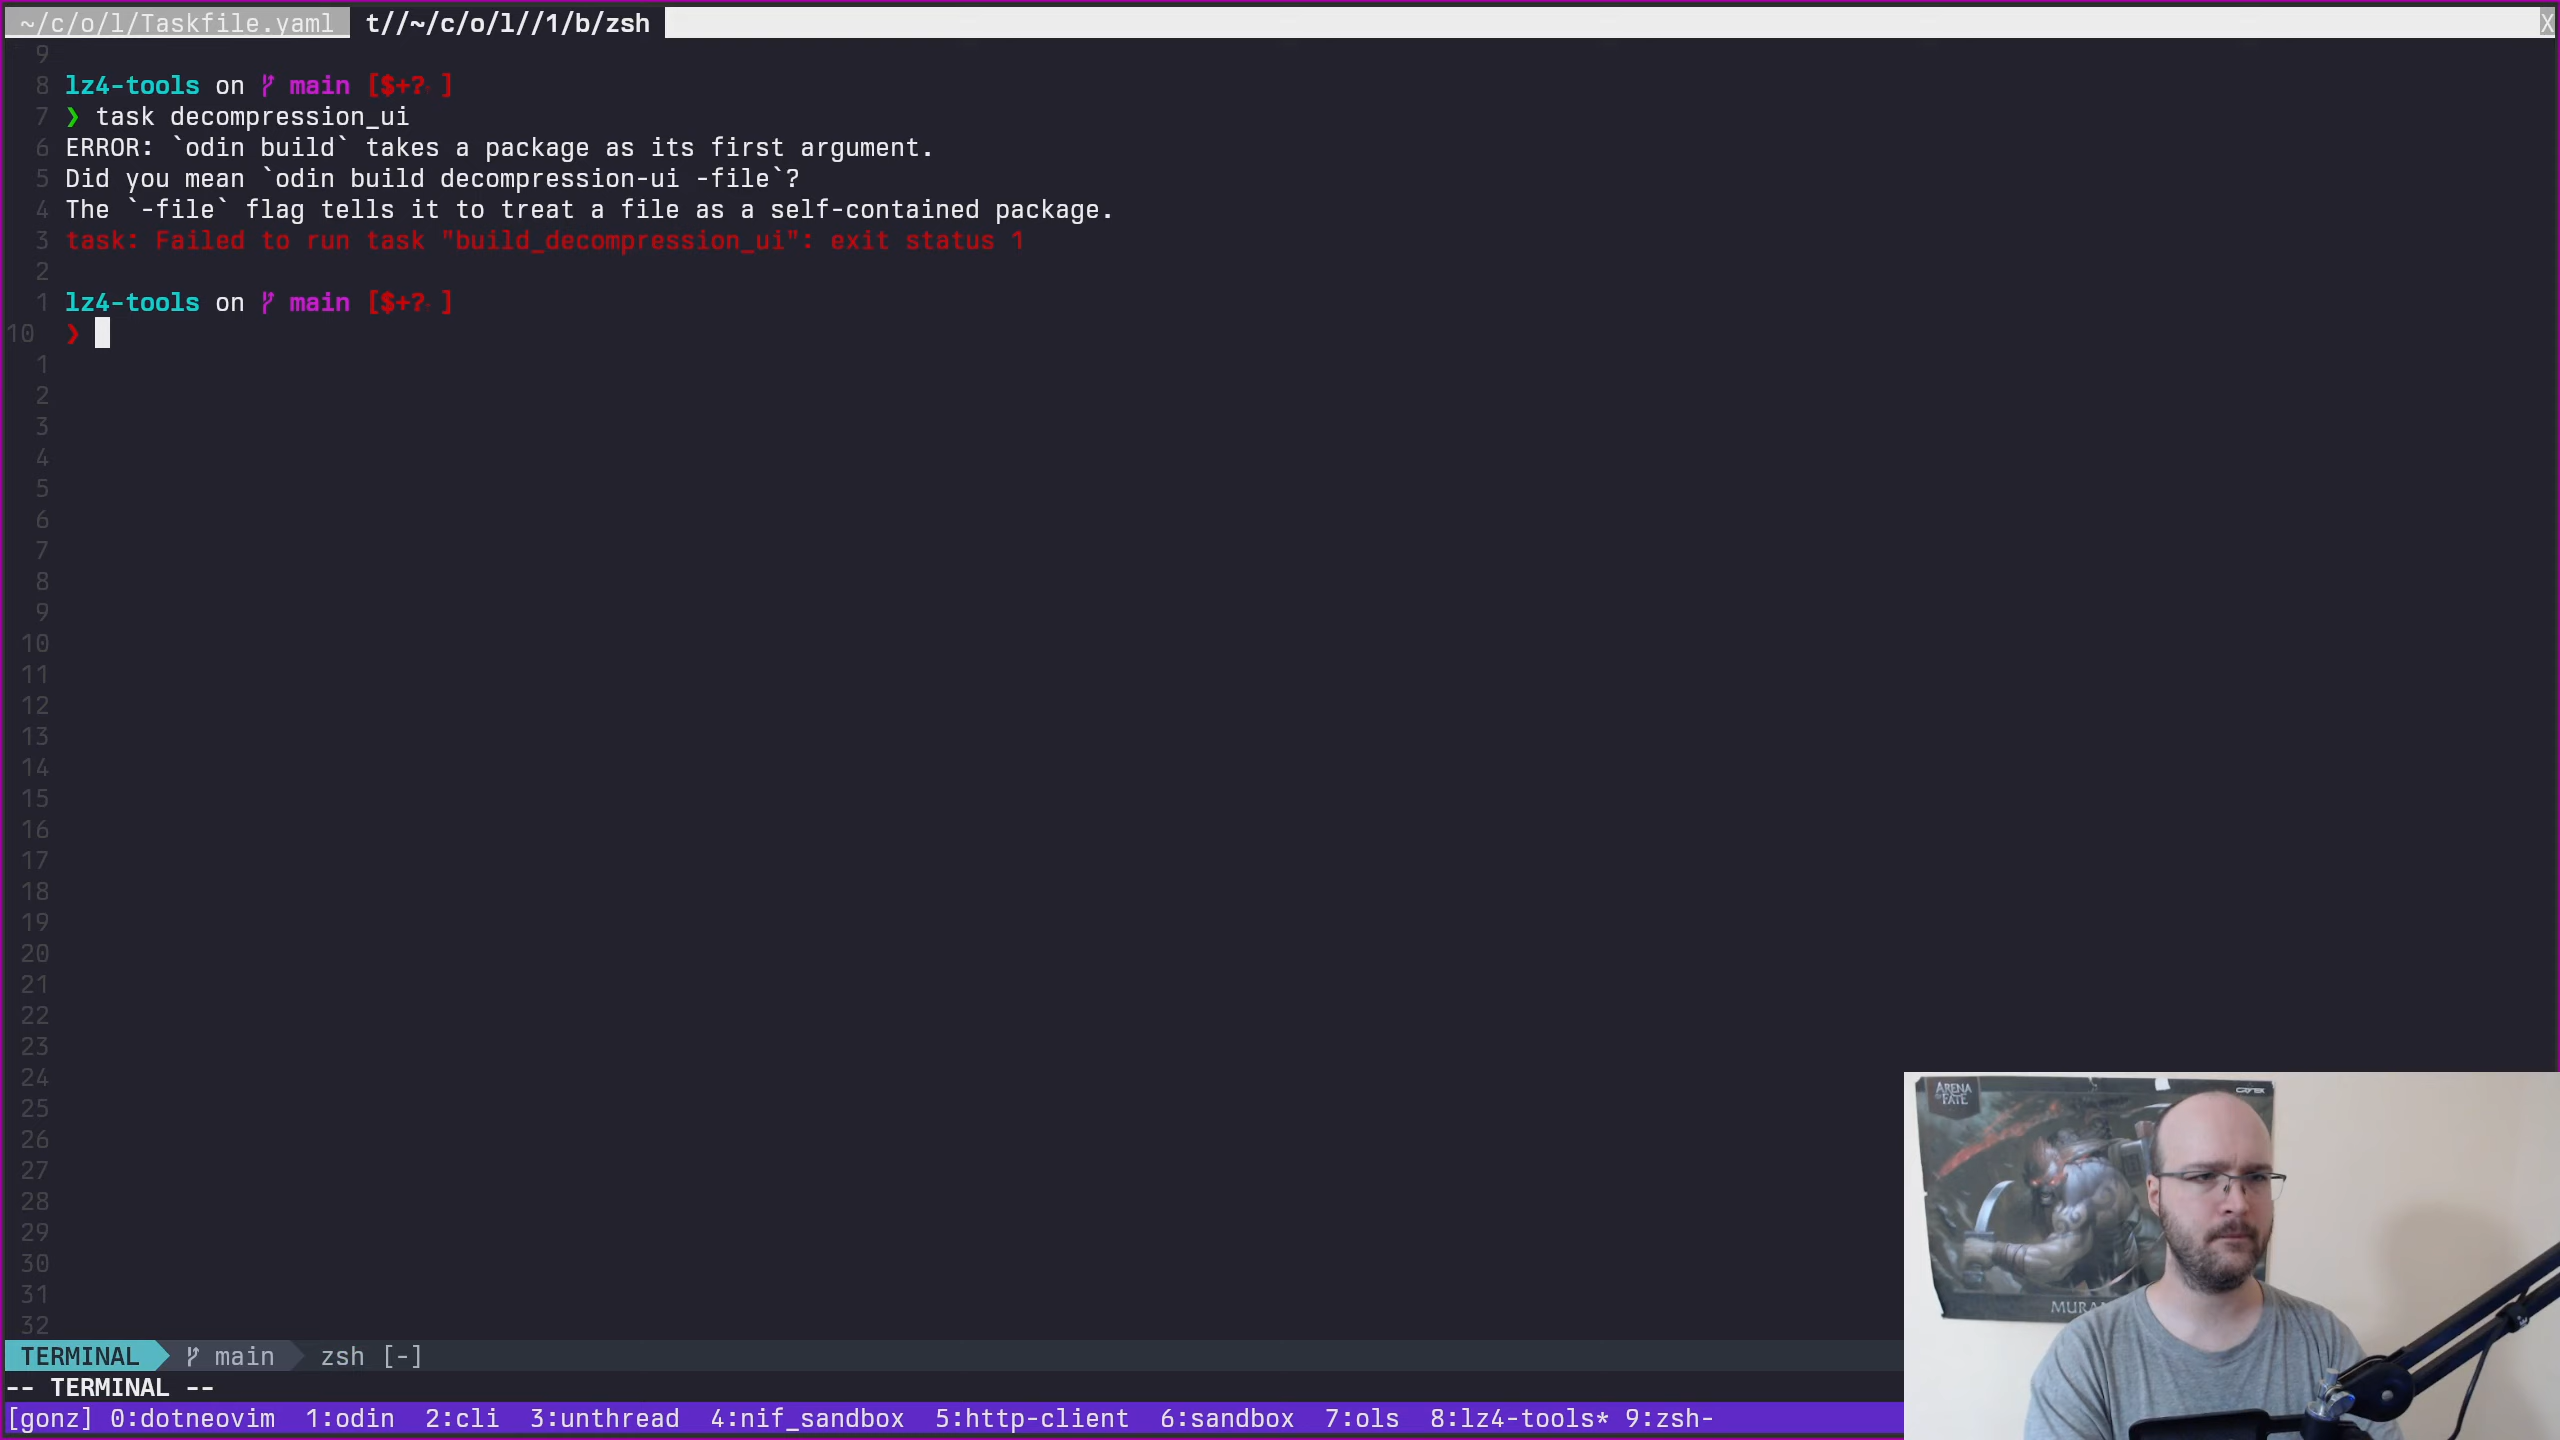 ~/c/o/l/Taskfile.yaml t//~/c/o/l//1/b/zsh X
9
8 lz4-tools on main [$+? ]
7 ❯ task decompression_ui
6 ERROR: `odin build` takes a package as its first argument.
5 Did you mean `odin build decompression-ui -file`?
4 The `-file` flag tells it to treat a file as a self-contained package.
3 task: Failed to run task "build_decompression_ui": exit status 1
2
1 lz4-tools on main [$+? ]
10 ❯
1
2
3
4
5
6
7
8
9
10
11
12
13
14
15
16
17
18
19
20
21
22
23
24
25
26
27
28
29
30
31
32
ARENA
FATE
TERMINAL main zsh [-]
-- TERMINAL --
[gonz] 0:dotneovim 1:odin 2:cli 3:unthread 4:nif_sandbox 5:http-client 6:sandbox 7:ols 8:lz4-tools* 9:zsh-